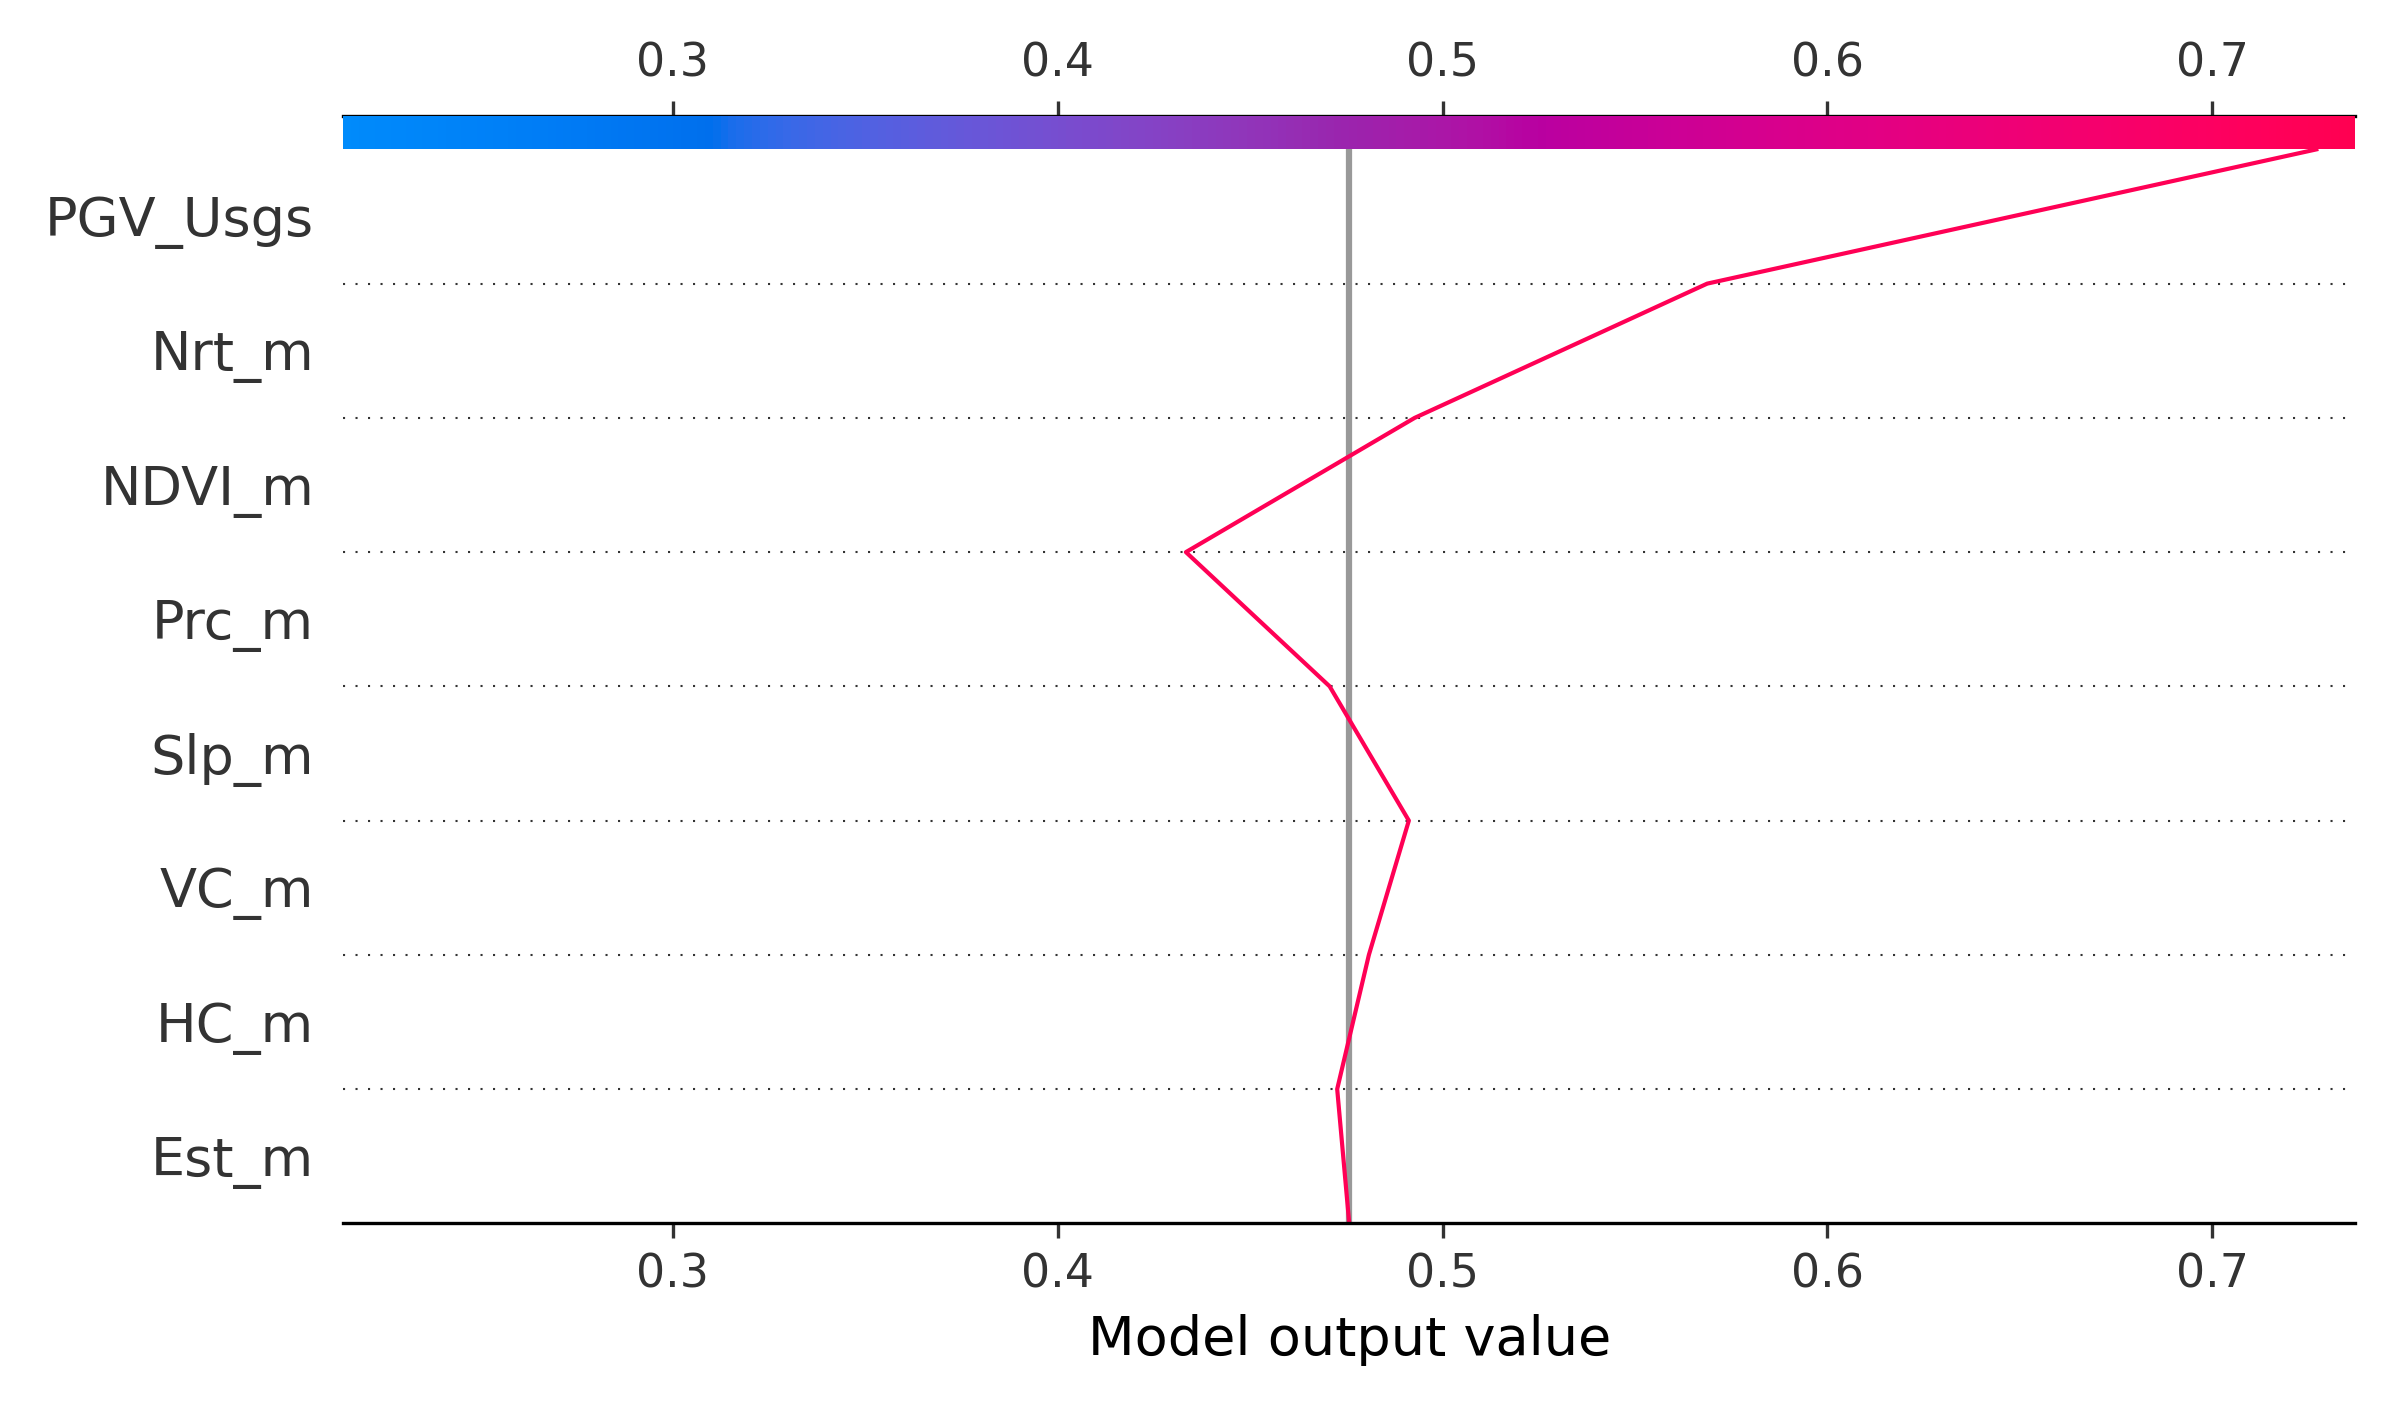 0.3 0.4 0.5 0.6 0.7
PGV_Usgs
Nrt_m
NDVI_m
Prc_m
Slp_m
VC_m
HC_m
Est_m
0.3 0.4 0.5 0.6 0.7
Model output value